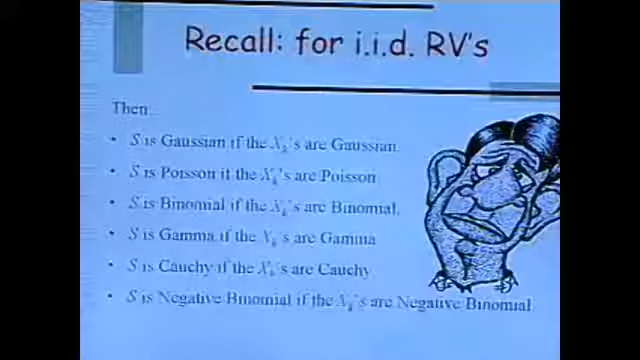 Recall: for i.i.d. RV's
Then
• S is Gaussian if the Xk's are Gaussian.
• S is Poisson if the Xk's are Poisson
• S is Binomial if the Xk's are Binomial.
• S is Gamma if the Xk's are Gamma
• S is Cauchy if the Xk's are Cauchy
• S is Negative Binomial if the Xk's are Negative Binomial